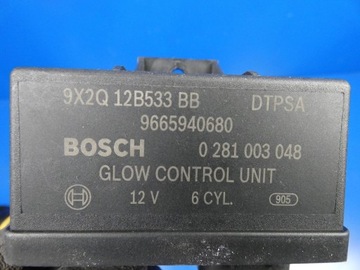 9X2Q 12B533 BB DTPSA
9665940680
BOSCH 0 281 003 048
GLOW CONTROL UNIT
12 V 6 CYL. 905